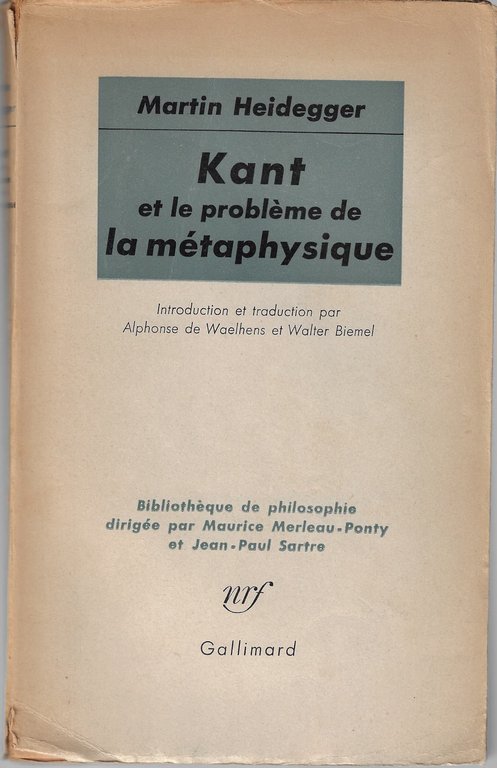 Martin Heidegger
Kant
et le problème de
la métaphysique
Introduction et traduction par
Alphonse de Waelhens et Walter Biemel
Bibliothèque de philosophie
dirigée par Maurice Merleau-Ponty
et Jean-Paul Sartre
nrf
Gallimard